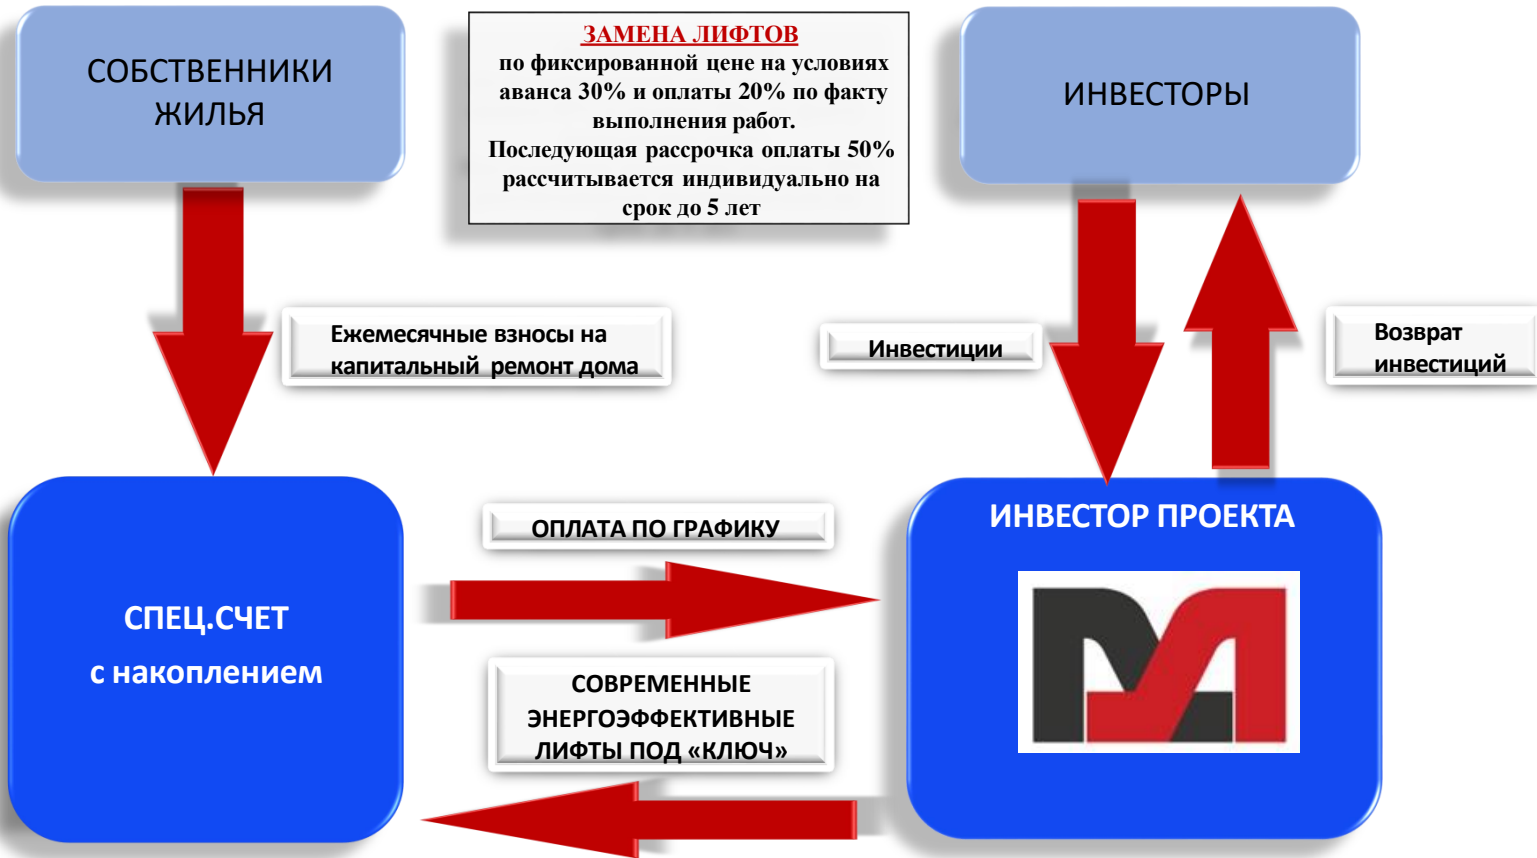 СОБСТВЕННИКИ
ЖИЛЬЯ
ЗАМЕНА ЛИФТОВ
по фиксированной цене на условиях
аванса 30% и оплаты 20% по факту
выполнения работ.
Последующая рассрочка оплаты 50%
рассчитывается индивидуально на
срок до 5 лет
ИНВЕСТОРЫ
Ежемесячные взносы на
капитальный ремонт дома
Инвестиции
Возврат
инвестиций
СПЕЦ.СЧЕТ
с накоплением
ОПЛАТА ПО ГРАФИКУ
СОВРЕМЕННЫЕ
ЭНЕРГОЭФФЕКТИВНЫЕ
ЛИФТЫ ПОД «КЛЮЧ»
ИНВЕСТОР ПРОЕКТА